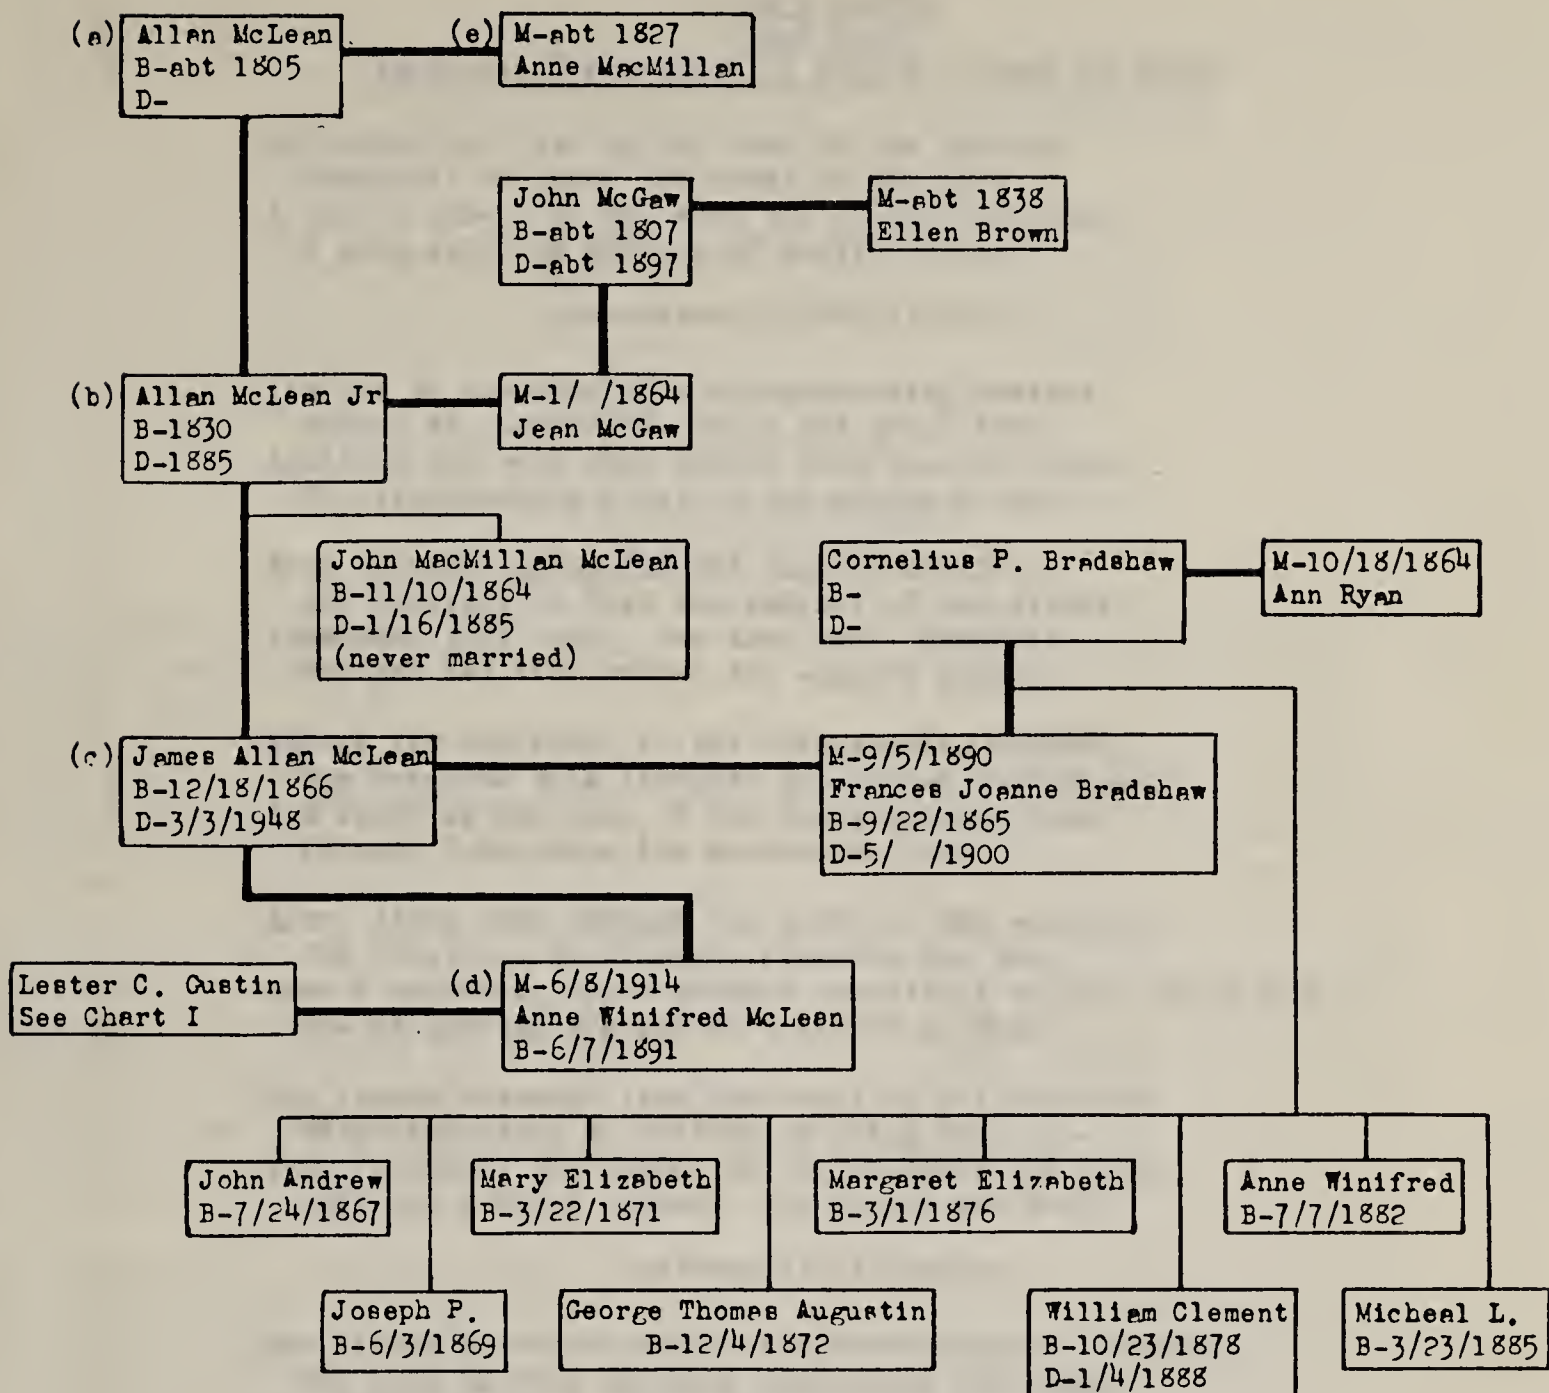 (a) Allan McLean
B-abt 1805
D-
(e) M-abt 1827
Anne MacMillan
John McGaw
B-abt 1807
D-abt 1897
M-abt 1838
Ellen Brown
(b) Allan McLean Jr
B-1830
D-1885
M-1/ /1864
Jean McGaw
John MacMillan McLean
B-11/10/1864
D-1/16/1885
(never married)
Cornelius P. Bradshaw
B-
D-
M-10/18/1864
Ann Ryan
(c) James Allan McLean
B-12/18/1866
D-3/3/1948
M-9/5/1890
Frances Joanne Bradshaw
B-9/22/1865
D-5/ /1900
Lester C. Gustin
See Chart I
(d) M-6/8/1914
Anne Winifred McLean
B-6/7/1891
John Andrew
B-7/24/1867
Mary Elizabeth
B-3/22/1871
Margaret Elizabeth
B-3/1/1876
Anne Winifred
B-7/7/1882
Joseph P.
B-6/3/1869
George Thomas Augustin
B-12/4/1872
William Clement
B-10/23/1878
D-1/4/1888
Micheal L.
B-3/23/1885